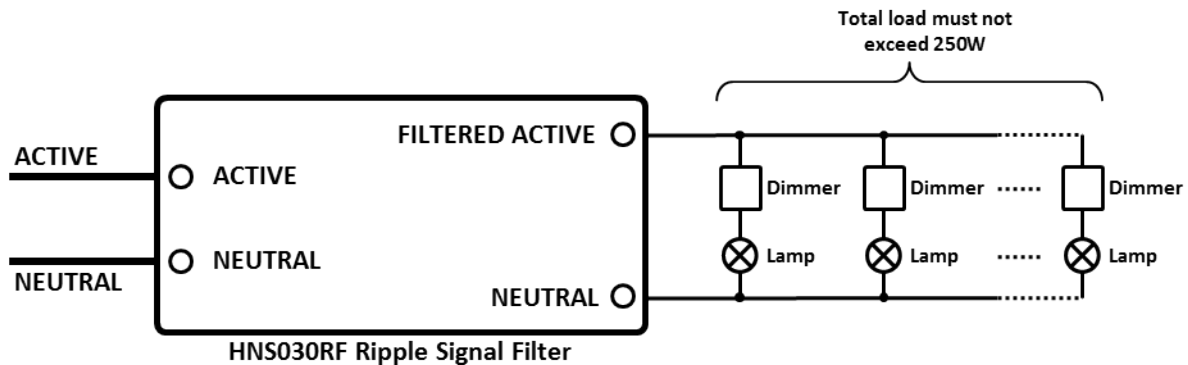 Total load must not
exceed 250W
ACTIVE
NEUTRAL
ACTIVE
NEUTRAL
FILTERED ACTIVE
NEUTRAL
Dimmer
Dimmer
Dimmer
Lamp
Lamp
Lamp
HNS030RF Ripple Signal Filter